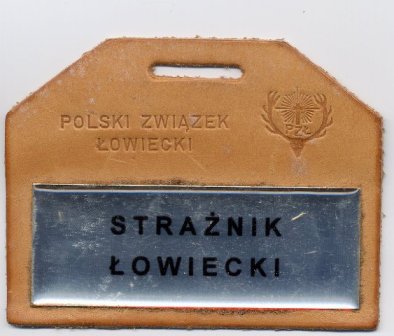 POLSKI ZWIĄZEK
ŁOWIECKI
PZŁ
STRAŻNIK
ŁOWIECKI